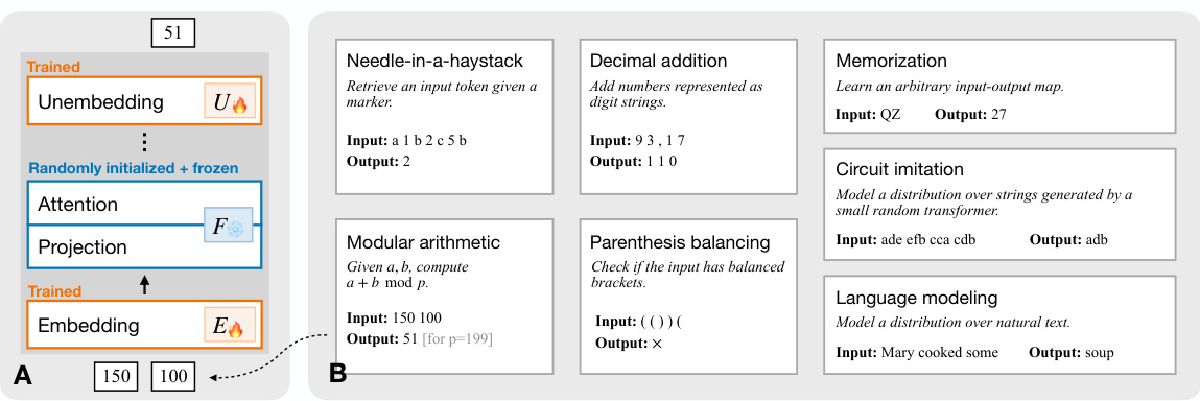 51
Trained
Unembedding U
⋮
Randomly initialized + frozen
Attention
F
Projection
Trained
Embedding E
150 100
A
Needle-in-a-haystack
Retrieve an input token given a
marker.
Input: a 1 b 2 c 5 b
Output: 2
Decimal addition
Add numbers represented as
digit strings.
Input: 9 3 , 1 7
Output: 1 1 0
Memorization
Learn an arbitrary input-output map.
Input: QZ Output: 27
Circuit imitation
Model a distribution over strings generated by a
small random transformer.
Input: ade efb cca cdb Output: adb
Modular arithmetic
Given a, b, compute
a + b mod p.
Input: 150 100
Output: 51 [for p=199]
Parenthesis balancing
Check if the input has balanced
brackets.
Input: ( ( ) ) (
Output: ×
Language modeling
Model a distribution over natural text.
Input: Mary cooked some Output: soup
B